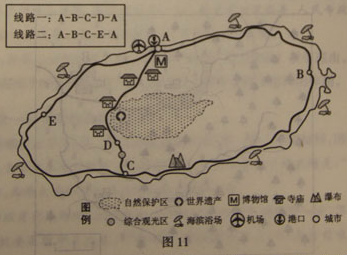 线路一：A-B-C-D-A
线路二：A-B-C-E-A
A
M
B
E
D
C
图例
自然保护区 世界遗产 M 博物馆 寺庙 瀑布
综合观光区 海滨浴场 机场 港口 城市
图 11